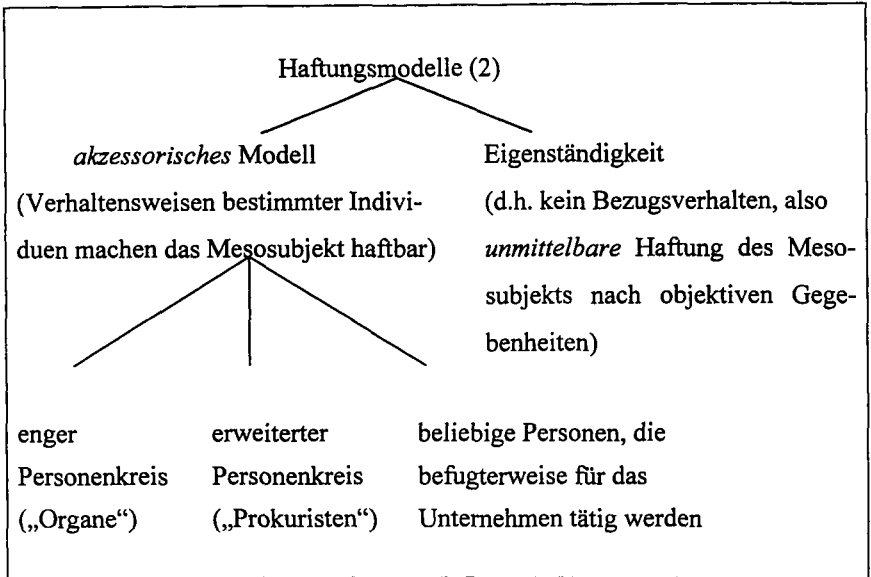 Haftungsmodelle (2)
akzessorisches Modell
(Verhaltensweisen bestimmter Indivi-
duen machen das Mesosubjekt haftbar)
Eigenständigkeit
(d.h. kein Bezugsverhalten, also
unmittelbare Haftung des Meso-
subjekts nach objektiven Gege-
benheiten)
enger
Personenkreis
(„Organe“)
erweiterter
Personenkreis
(„Prokuristen“)
beliebige Personen, die
befugterweise für das
Unternehmen tätig werden